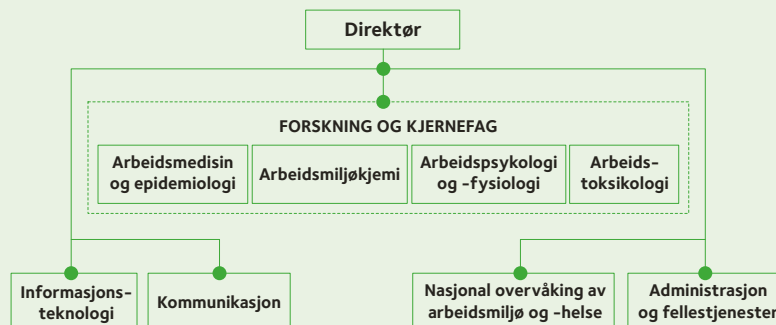 Direktør
FORSKNING OG KJERNEFAG
Arbeidsmedisin
og epidemiologi
Arbeidsmiljøkjemi
Arbeidspsykologi
og -fysiologi
Arbeids-
toksikologi
Informasjons-
teknologi
Kommunikasjon
Nasjonal overvåking av
arbeidsmiljø og -helse
Administrasjon
og fellestjenester